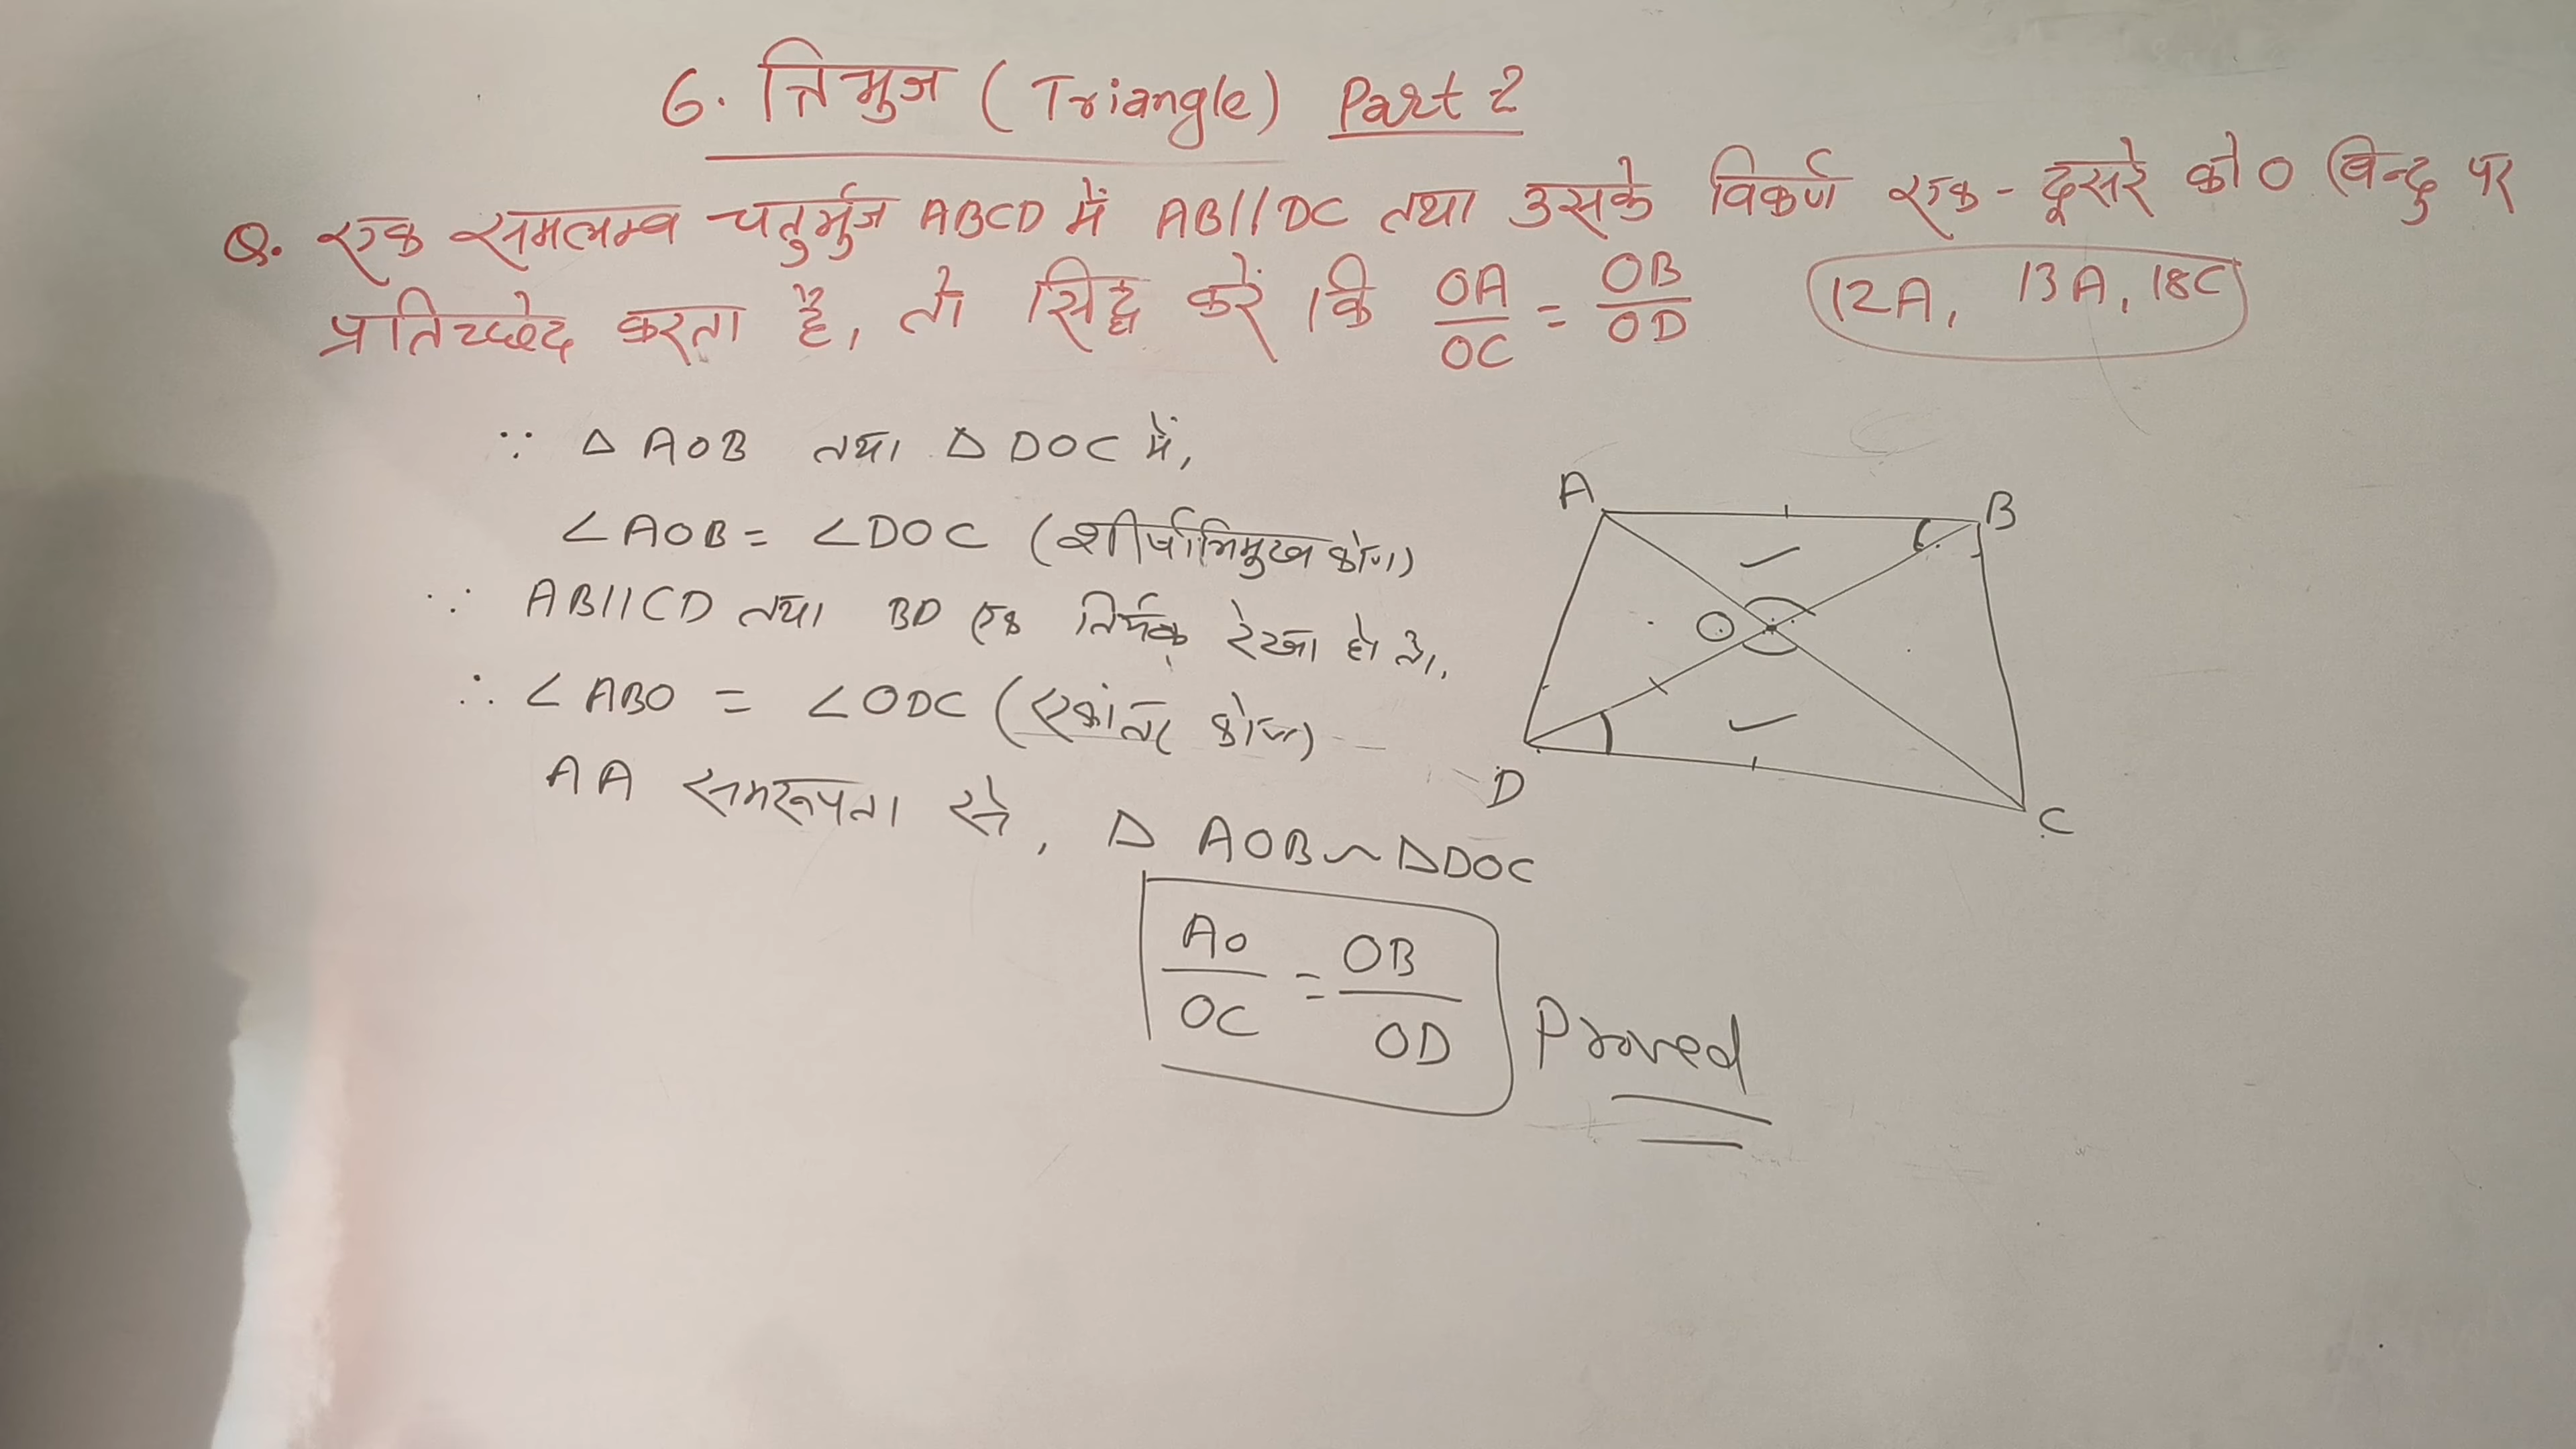 6. त्रिभुज (Triangle) Part 2
Q. एक समलम्ब चतुर्भुज ABCD में AB//DC तथा उसके विकर्ण एक-दूसरे को O बिन्दु पर
प्रतिच्छेद करता है, तो सिद्ध करें कि OA/OC = OB/OD (12A, 13A, 18C)
∵ △ AOB तथा △ DOC में,
∠AOB = ∠DOC (शीर्षाभिमुख कोण)
∵ AB//CD तथा BD एक तिर्यक रेखा हो तो,
∴ ∠ABO = ∠ODC (एकांतर कोण)
AA समरूपता से, △ AOB ~ △DOC
AO/OC = OB/OD Proved
A
B
O
D
C